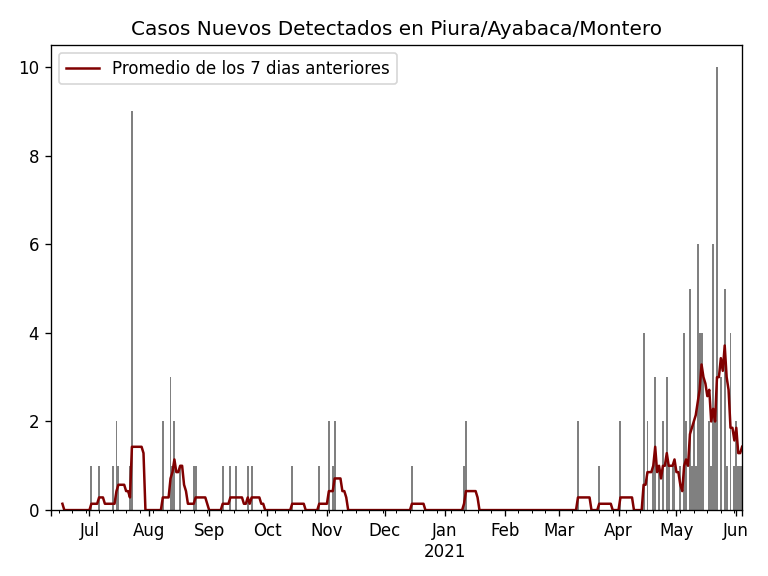 Casos Nuevos Detectados en Piura/Ayabaca/Montero
Promedio de los 7 dias anteriores
10
8
6
4
2
0
Jul Aug Sep Oct Nov Dec Jan Feb Mar Apr May Jun
2021